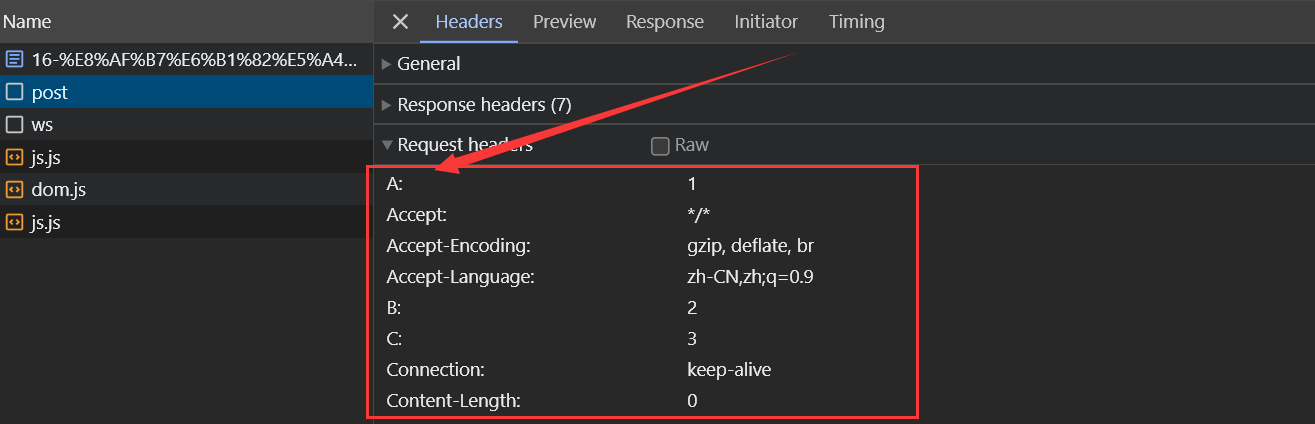 Name
16-%E8%AF%B7%E6%B1%82%E5%A4...
post
ws
js.js
dom.js
js.js
Headers Preview Response Initiator Timing
General
Response headers (7)
Request headers Raw
A: 1
Accept: */*
Accept-Encoding: gzip, deflate, br
Accept-Language: zh-CN,zh;q=0.9
B: 2
C: 3
Connection: keep-alive
Content-Length: 0